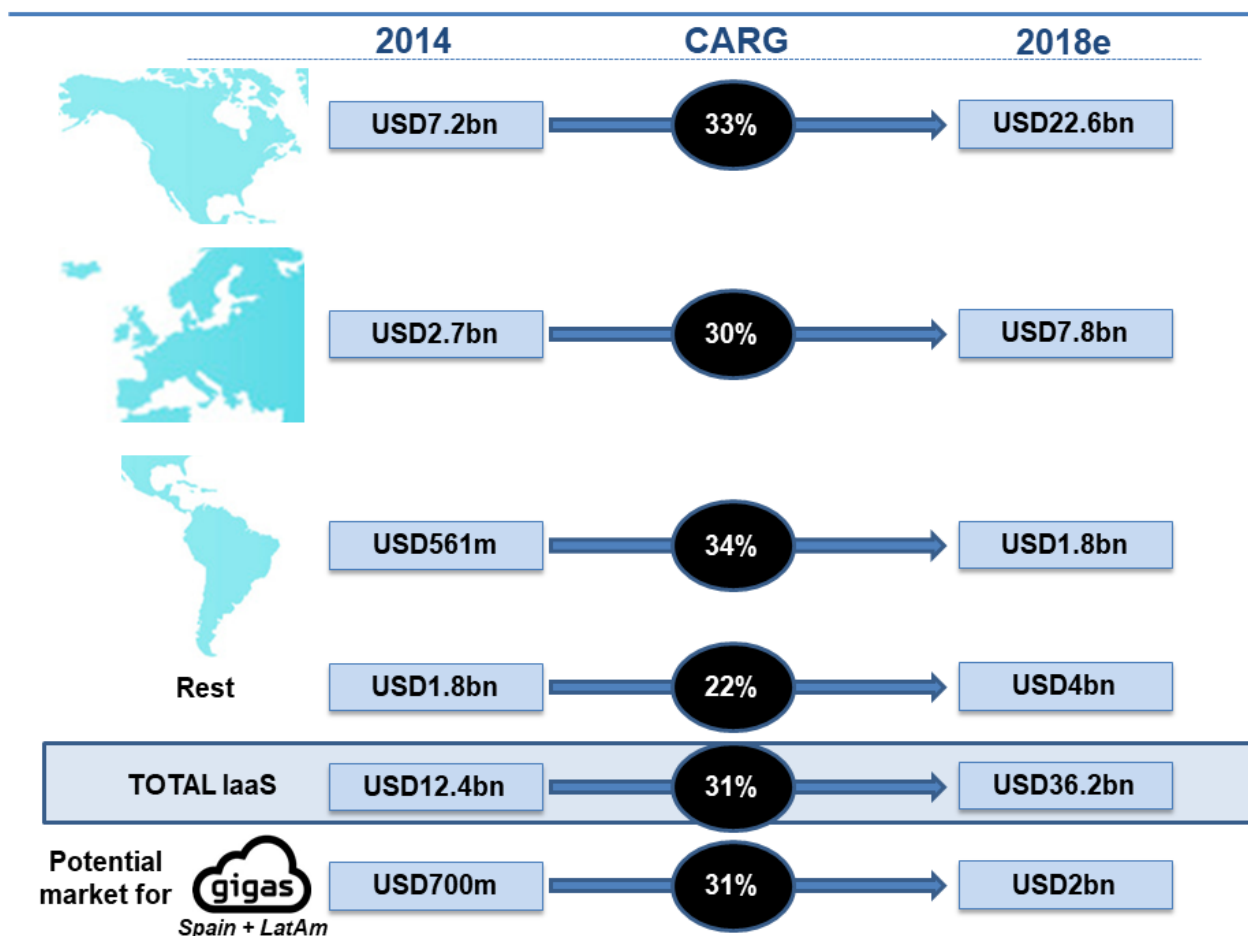 2014 CARG 2018e
USD7.2bn 33% USD22.6bn
USD2.7bn 30% USD7.8bn
USD561m 34% USD1.8bn
Rest USD1.8bn 22% USD4bn
TOTAL IaaS USD12.4bn 31% USD36.2bn
Potential
market for gigas USD700m 31% USD2bn
Spain + LatAm